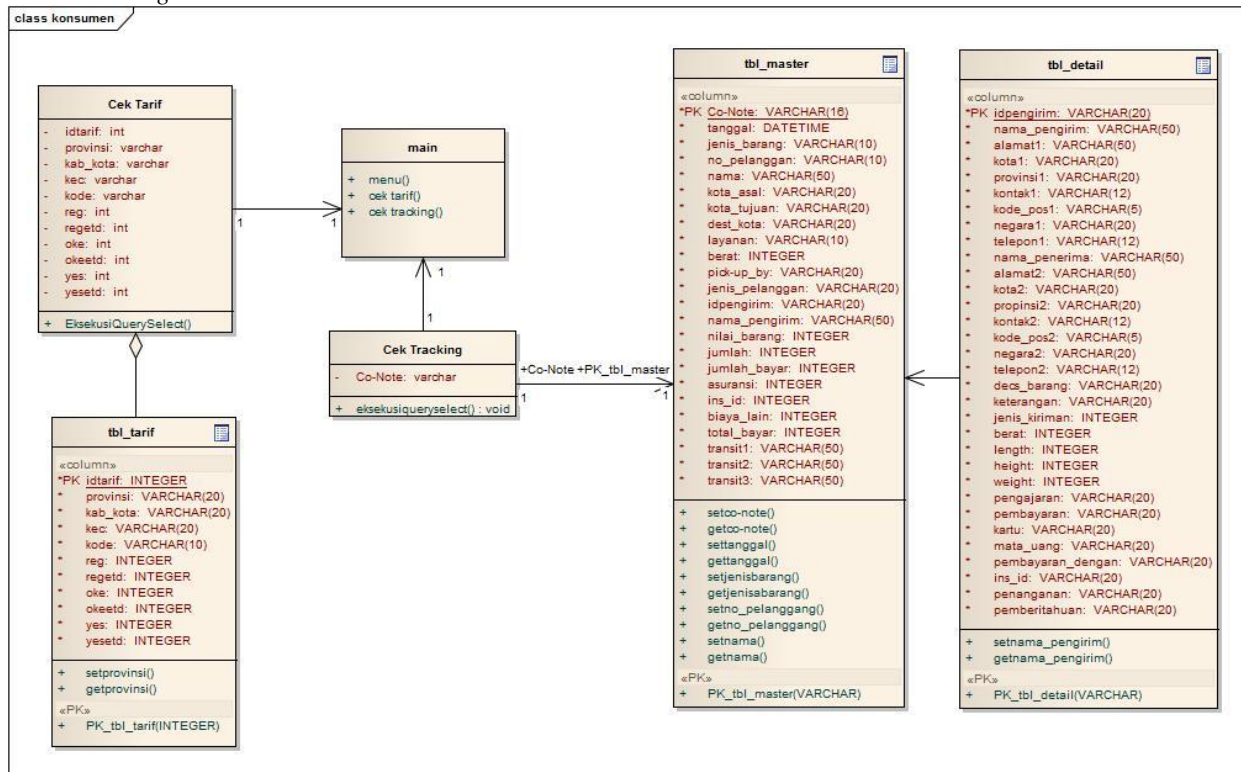 class konsumen
Cek Tarif
- idtarif: int
- provinsi: varchar
- kab_kota: varchar
- kec: varchar
- kode: varchar
- reg: int
- regetd: int
- oke: int
- okeetd: int
- yes: int
- yesetd: int
+ EksekusiQuerySelect()
1
1
main
+ menu()
+ cek tarif()
+ cek tracking()
1
1
Cek Tracking
- Co-Note: varchar
+ eksekusiqueryselect() : void
+Co-Note +PK_tbl_master
1
1
tbl_tarif
«column»
*PK idtarif: INTEGER
* provinsi: VARCHAR(20)
* kab_kota: VARCHAR(20)
* kec: VARCHAR(20)
* kode: VARCHAR(10)
* reg: INTEGER
* regetd: INTEGER
* oke: INTEGER
* okeetd: INTEGER
* yes: INTEGER
* yesetd: INTEGER
+ setprovinsi()
+ getprovinsi()
«PK»
+ PK_tbl_tarif(INTEGER)
tbl_master
«column»
*PK Co-Note: VARCHAR(16)
* tanggal: DATETIME
* jenis_barang: VARCHAR(10)
* no_pelanggan: VARCHAR(10)
* nama: VARCHAR(50)
* kota_asal: VARCHAR(20)
* kota_tujuan: VARCHAR(20)
* dest_kota: VARCHAR(20)
* layanan: VARCHAR(10)
* berat: INTEGER
* pick-up_by: VARCHAR(20)
* jenis_pelanggan: VARCHAR(20)
* idpengirim: VARCHAR(20)
* nama_pengirim: VARCHAR(50)
* nilai_barang: INTEGER
* jumlah: INTEGER
* jumlah_bayar: INTEGER
* asuransi: INTEGER
* ins_id: INTEGER
* biaya_lain: INTEGER
* total_bayar: INTEGER
* transit1: VARCHAR(50)
* transit2: VARCHAR(50)
* transit3: VARCHAR(50)
+ setco-note()
+ getco-note()
+ settanggal()
+ gettanggal()
+ setjenisbarang()
+ getjenisabarang()
+ setno_pelanggang()
+ getno_pelanggang()
+ setnama()
+ getnama()
«PK»
+ PK_tbl_master(VARCHAR)
tbl_detail
«column»
*PK idpengirim: VARCHAR(20)
* nama_pengirim: VARCHAR(50)
* alamat1: VARCHAR(50)
* kota1: VARCHAR(20)
* provinsi1: VARCHAR(20)
* kontak1: VARCHAR(12)
* kode_pos1: VARCHAR(5)
* negara1: VARCHAR(20)
* telepon1: VARCHAR(12)
* nama_penerima: VARCHAR(50)
* alamat2: VARCHAR(50)
* kota2: VARCHAR(20)
* propinsi2: VARCHAR(20)
* kontak2: VARCHAR(12)
* kode_pos2: VARCHAR(5)
* negara2: VARCHAR(20)
* telepon2: VARCHAR(12)
* decs_barang: VARCHAR(20)
* keterangan: VARCHAR(20)
* jenis_kiriman: INTEGER
* berat: INTEGER
* length: INTEGER
* height: INTEGER
* weight: INTEGER
* pengajaran: VARCHAR(20)
* pembayaran: VARCHAR(20)
* kartu: VARCHAR(20)
* mata_uang: VARCHAR(20)
* pembayaran_dengan: VARCHAR(20)
* ins_id: VARCHAR(20)
* penanganan: VARCHAR(20)
* pemberitahuan: VARCHAR(20)
+ setnama_pengirim()
+ getnama_pengirim()
«PK»
+ PK_tbl_detail(VARCHAR)